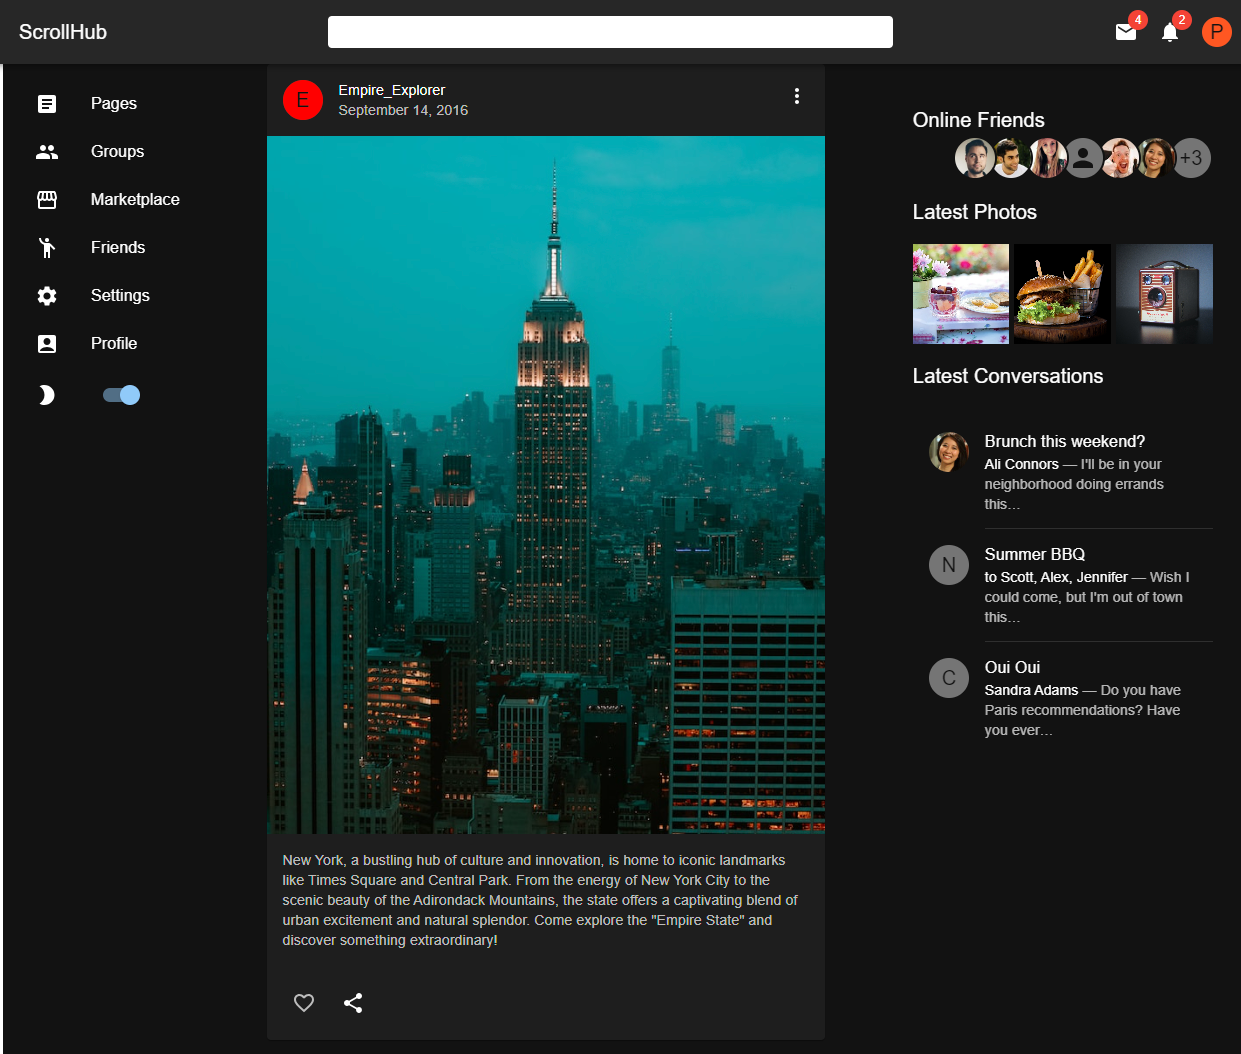 ScrollHub
4
2
P
Pages
Groups
Marketplace
Friends
Settings
Profile
E
Empire_Explorer
September 14, 2016
New York, a bustling hub of culture and innovation, is home to iconic landmarks
like Times Square and Central Park. From the energy of New York City to the
scenic beauty of the Adirondack Mountains, the state offers a captivating blend of
urban excitement and natural splendor. Come explore the "Empire State" and
discover something extraordinary!
Online Friends
+3
Latest Photos
Latest Conversations
Brunch this weekend?
Ali Connors — I'll be in your
neighborhood doing errands
this…
N
Summer BBQ
to Scott, Alex, Jennifer — Wish I
could come, but I'm out of town
this…
C
Oui Oui
Sandra Adams — Do you have
Paris recommendations? Have
you ever…